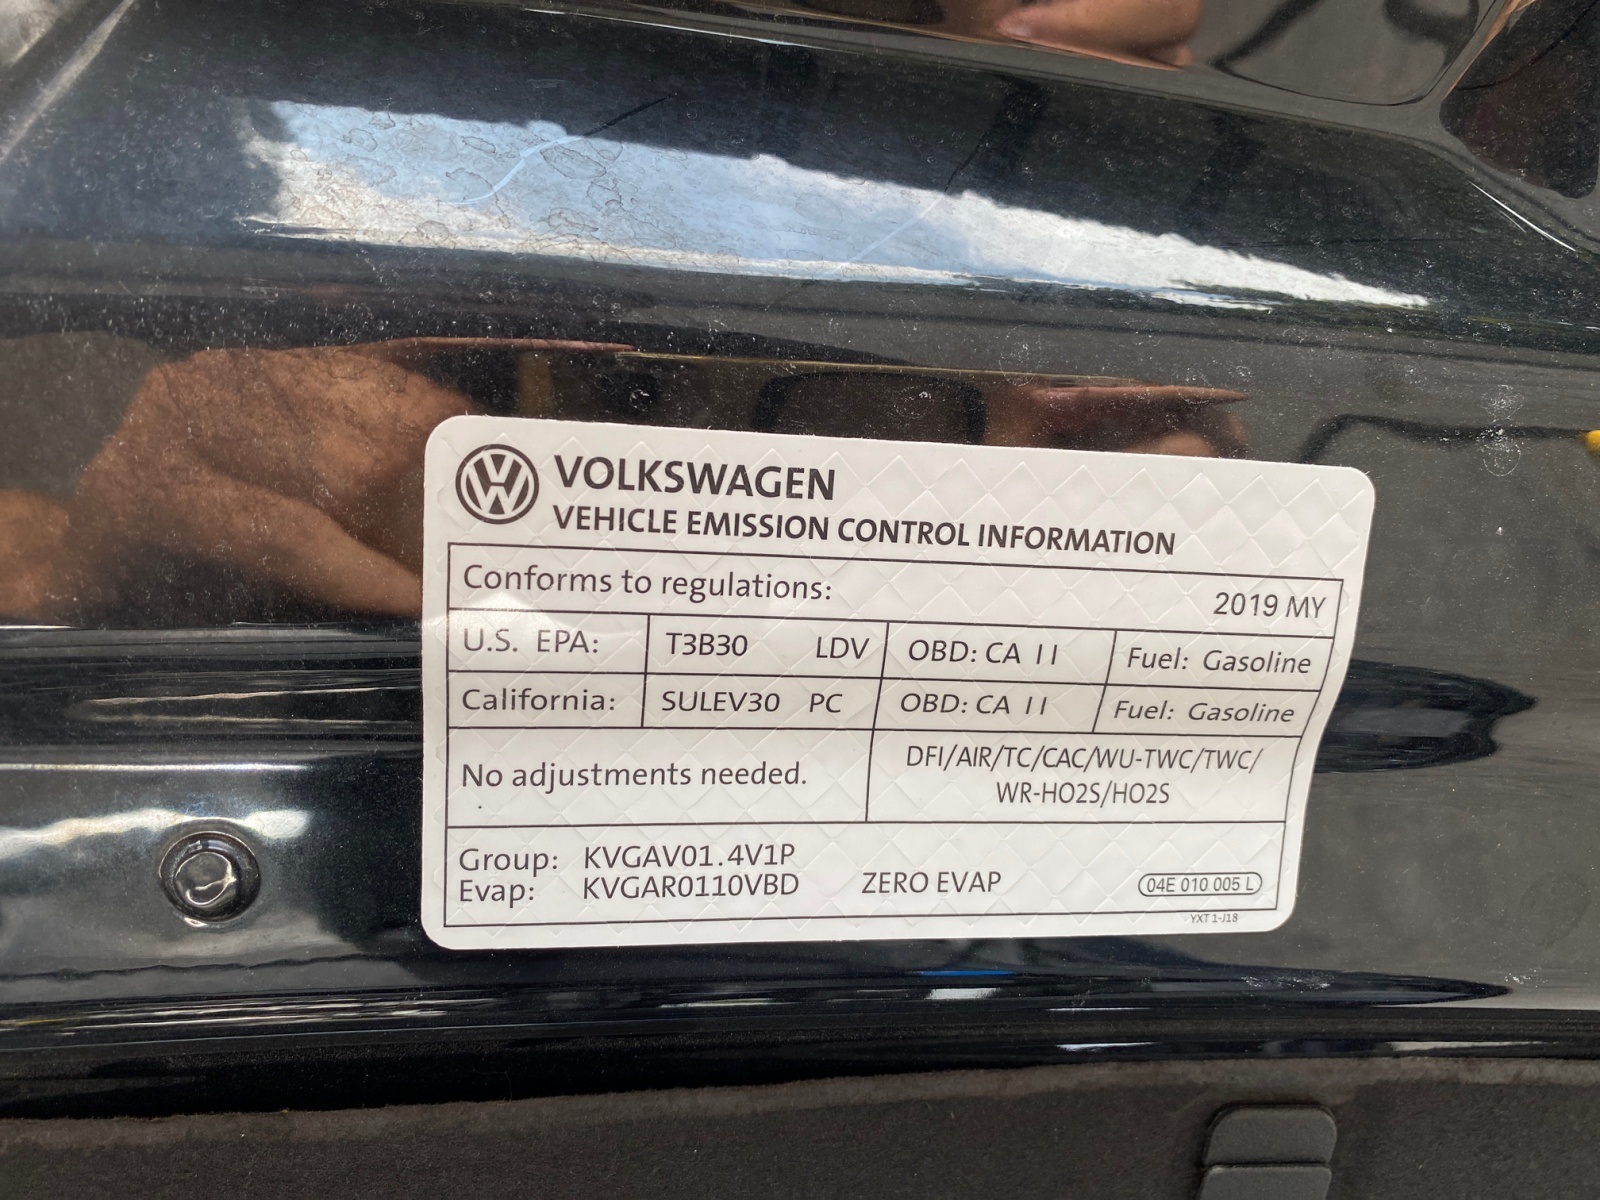 VOLKSWAGEN
VEHICLE EMISSION CONTROL INFORMATION
Conforms to regulations: 2019 MY
U.S. EPA: T3B30 LDV OBD: CA II Fuel: Gasoline
California: SULEV30 PC OBD: CA II Fuel: Gasoline
No adjustments needed.
DFI/AIR/TC/CAC/WU-TWC/TWC/
WR-HO2S/HO2S
Group: KVGAV01.4V1P
Evap: KVGAR0110VBD ZERO EVAP 04E 010 005 L
YXT 1-J18